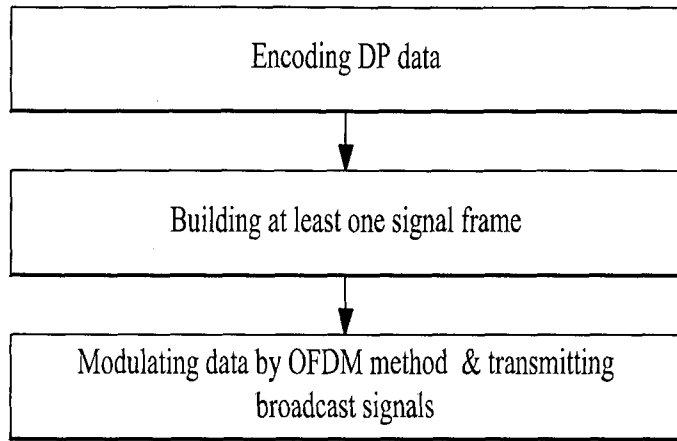 Encoding DP data
Building at least one signal frame
Modulating data by OFDM method & transmitting
broadcast signals